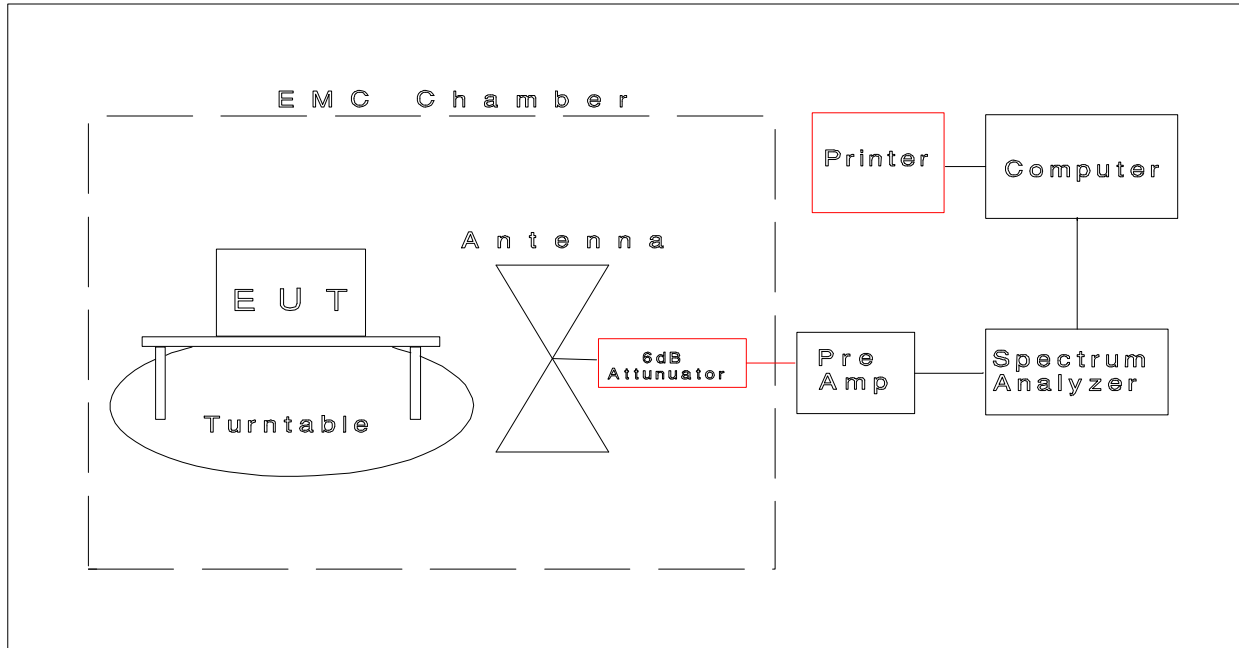 EMC Chamber
Printer
Computer
Antenna
EUT
6dB
Attunuator
Pre
Amp
Spectrum
Analyzer
Turntable